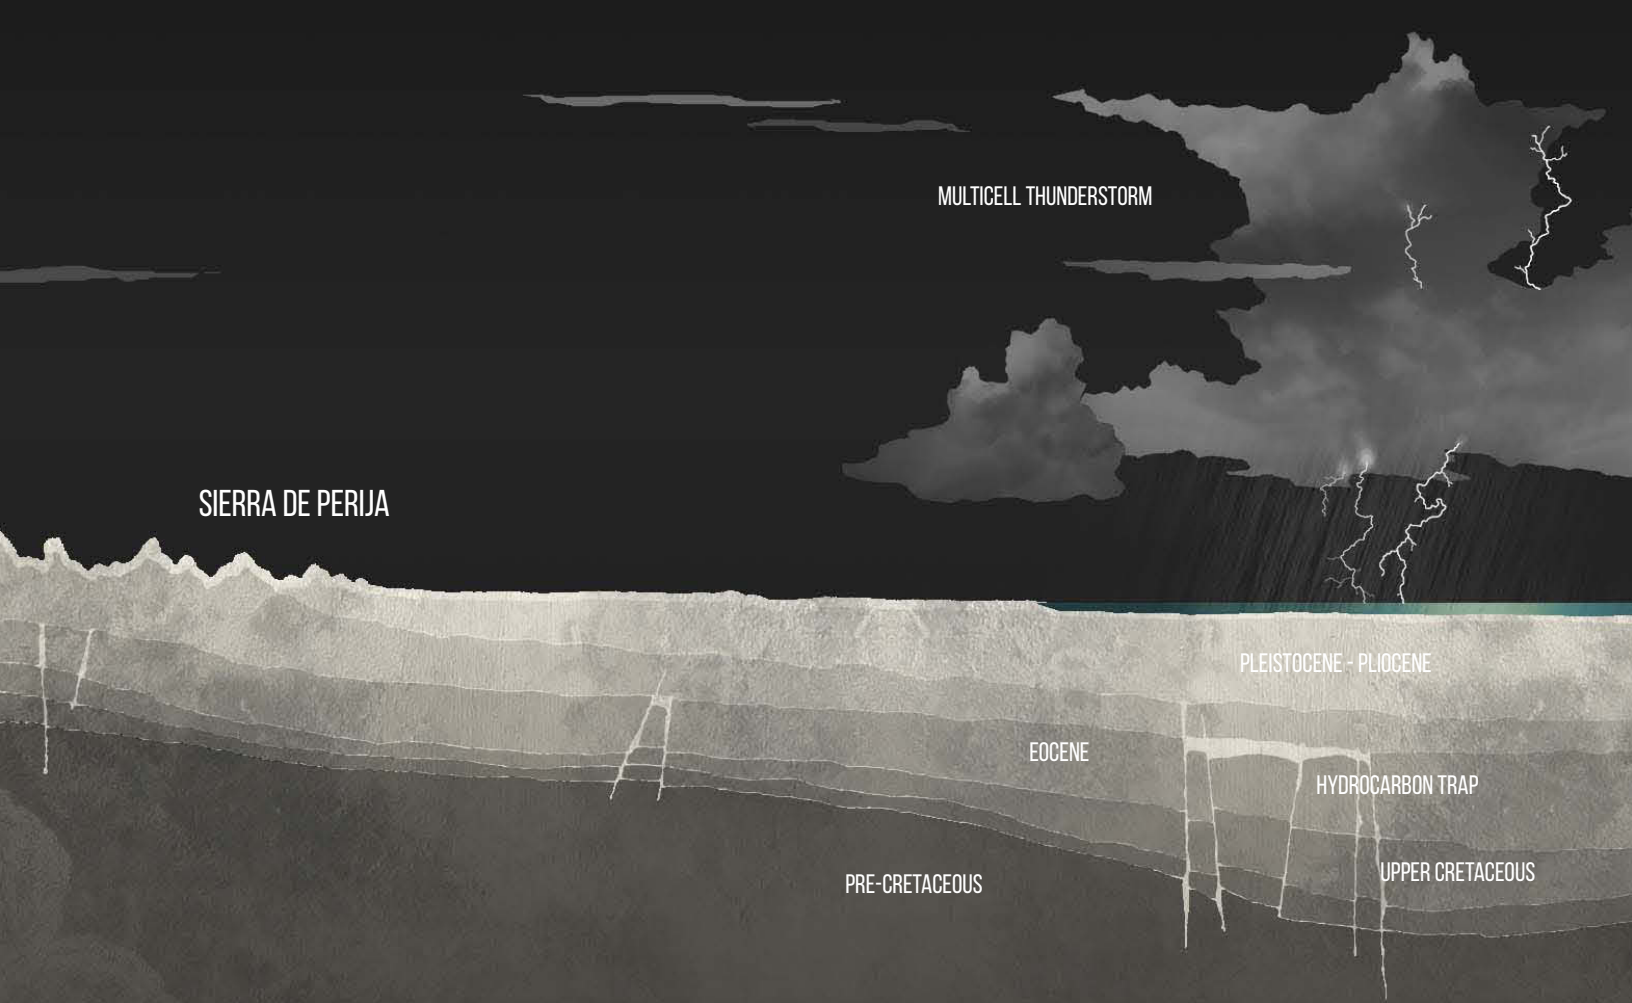 MULTICELL THUNDERSTORM
SIERRA DE PERIJA
PLEISTOCENE - PLIOCENE
EOCENE
HYDROCARBON TRAP
UPPER CRETACEOUS
PRE-CRETACEOUS